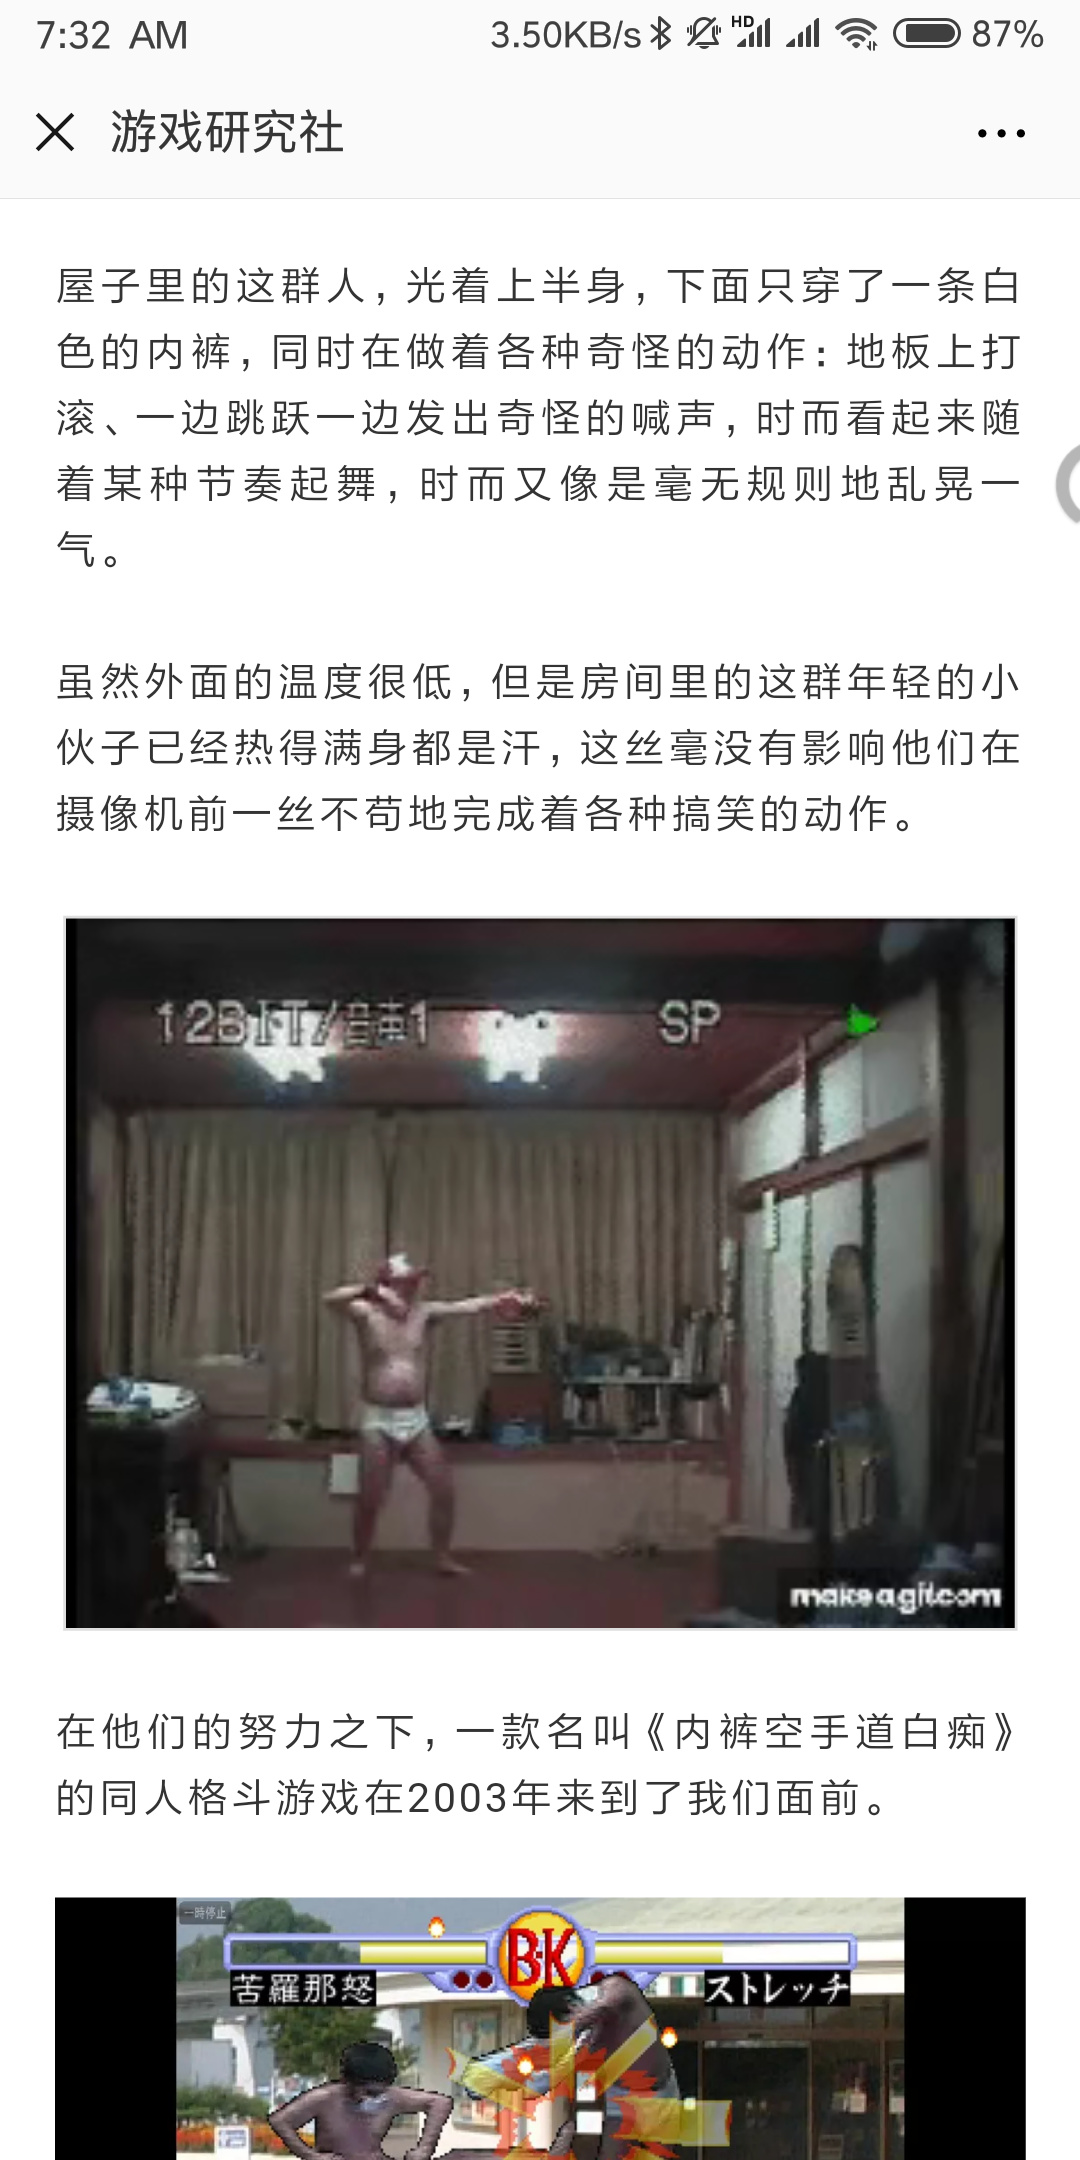 7:32 AM 3.50KB/s HD 87%
游戏研究社
屋子里的这群人，光着上半身，下面只穿了一条白
色的内裤，同时在做着各种奇怪的动作：地板上打
滚、一边跳跃一边发出奇怪的喊声，时而看起来随
着某种节奏起舞，时而又像是毫无规则地乱晃一
气。
虽然外面的温度很低，但是房间里的这群年轻的小
伙子已经热得满身都是汗，这丝毫没有影响他们在
摄像机前一丝不苟地完成着各种搞笑的动作。
12BIT/音声1 SP
makeagif.com
在他们的努力之下，一款名叫《内裤空手道白痴》
的同人格斗游戏在2003年来到了我们面前。
一時停止
BK
苦羅那怒 ストレッチ